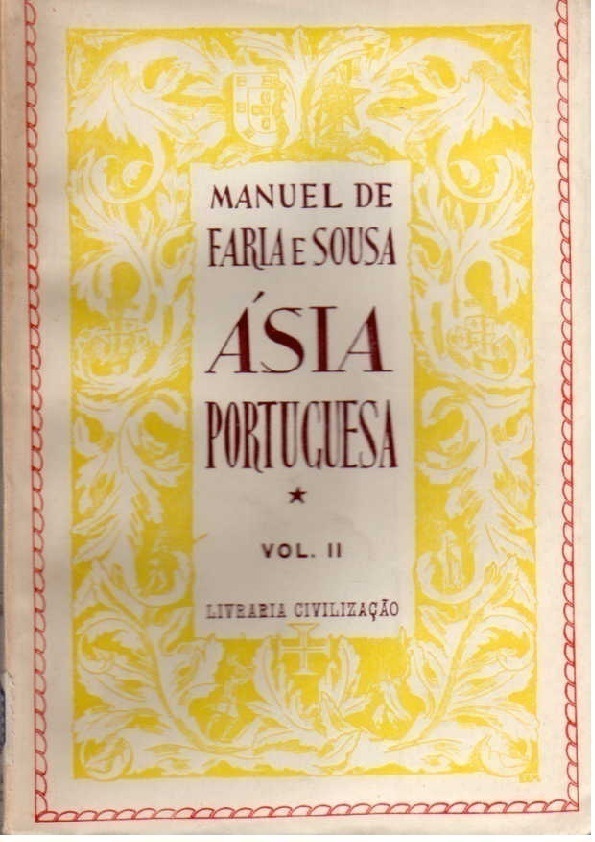 MANUEL DE
FARIA E SOUSA
ÁSIA
PORTUGUESA
★
VOL. II
LIVRARIA CIVILIZAÇÃO